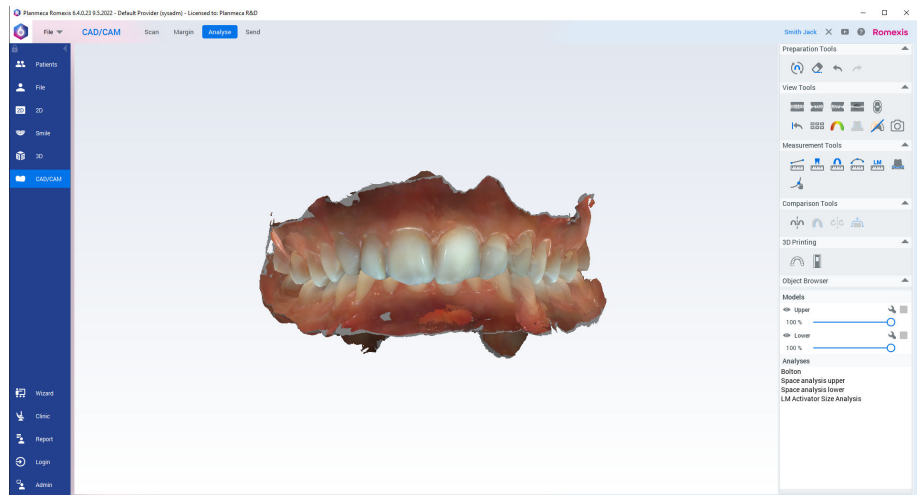 Planmeca Romexis 6.4.0.23 9.5.2022 - Default Provider (sysadm) - Licensed to: Planmeca R&D
File CAD/CAM Scan Margin Analyse Send Smith Jack Romexis
Patients
File
2D 2D
Smile
3D
CAD/CAM
Wizard
Clinic
Report
Login
Admin
Preparation Tools
View Tools
Measurement Tools
LM
Comparison Tools
3D Printing
Object Browser
Models
Upper
100 %
Lower
100 %
Analyses
Bolton
Space analysis upper
Space analysis lower
LM Activator Size Analysis